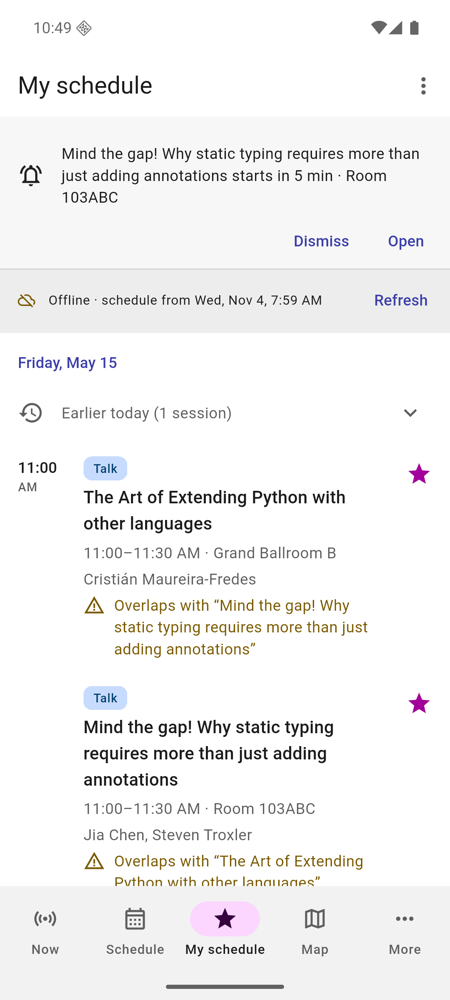 10:49
My schedule
Mind the gap! Why static typing requires more than
just adding annotations starts in 5 min · Room
103ABC
Dismiss
Open
Offline · schedule from Wed, Nov 4, 7:59 AM
Refresh
Friday, May 15
Earlier today (1 session)
11:00
AM
Talk
The Art of Extending Python with
other languages
11:00–11:30 AM · Grand Ballroom B
Cristián Maureira-Fredes
Overlaps with “Mind the gap! Why
static typing requires more than just
adding annotations”
Talk
Mind the gap! Why static typing
requires more than just adding
annotations
11:00–11:30 AM · Room 103ABC
Jia Chen, Steven Troxler
Overlaps with “The Art of Extending
Python with other languages”
Now
Schedule
My schedule
Map
More